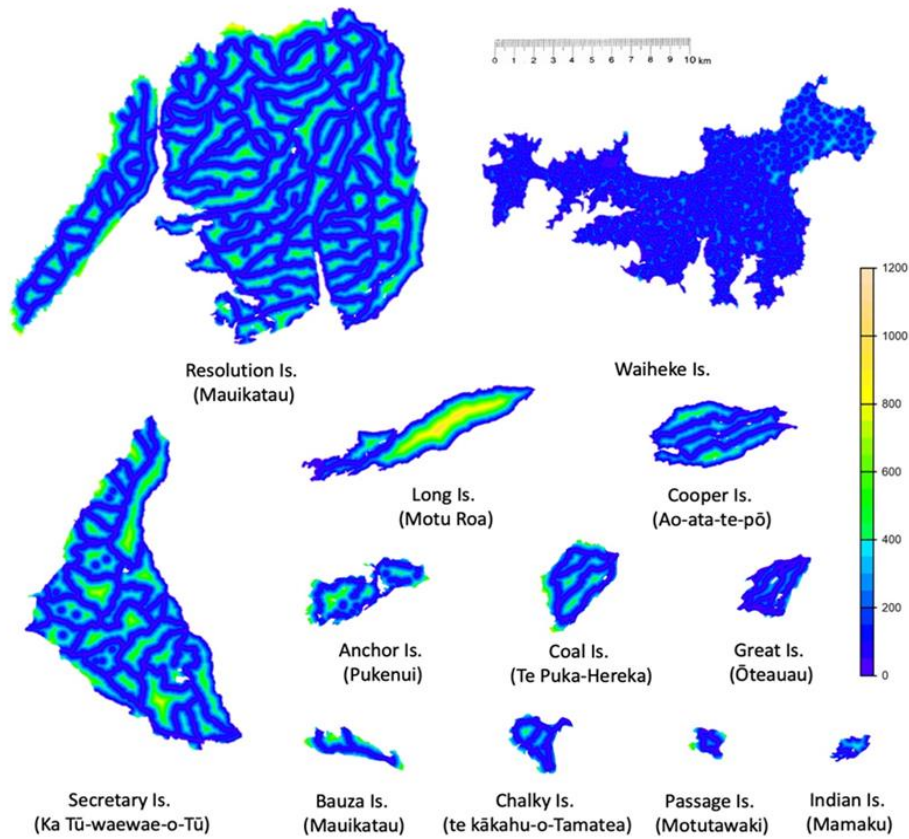 0 1 2 3 4 5 6 7 8 9 10 km
Resolution Is.
(Mauikatau)
Waiheke Is.
1200
1000
800
600
400
200
0
Long Is.
(Motu Roa)
Cooper Is.
(Ao-ata-te-pō)
Anchor Is.
(Pukenui)
Coal Is.
(Te Puka-Hereka)
Great Is.
(Ōteauau)
Secretary Is.
(Ka Tū-waewae-o-Tū)
Bauza Is.
(Mauikatau)
Chalky Is.
(te kākahu-o-Tamatea)
Passage Is.
(Motutawaki)
Indian Is.
(Mamaku)